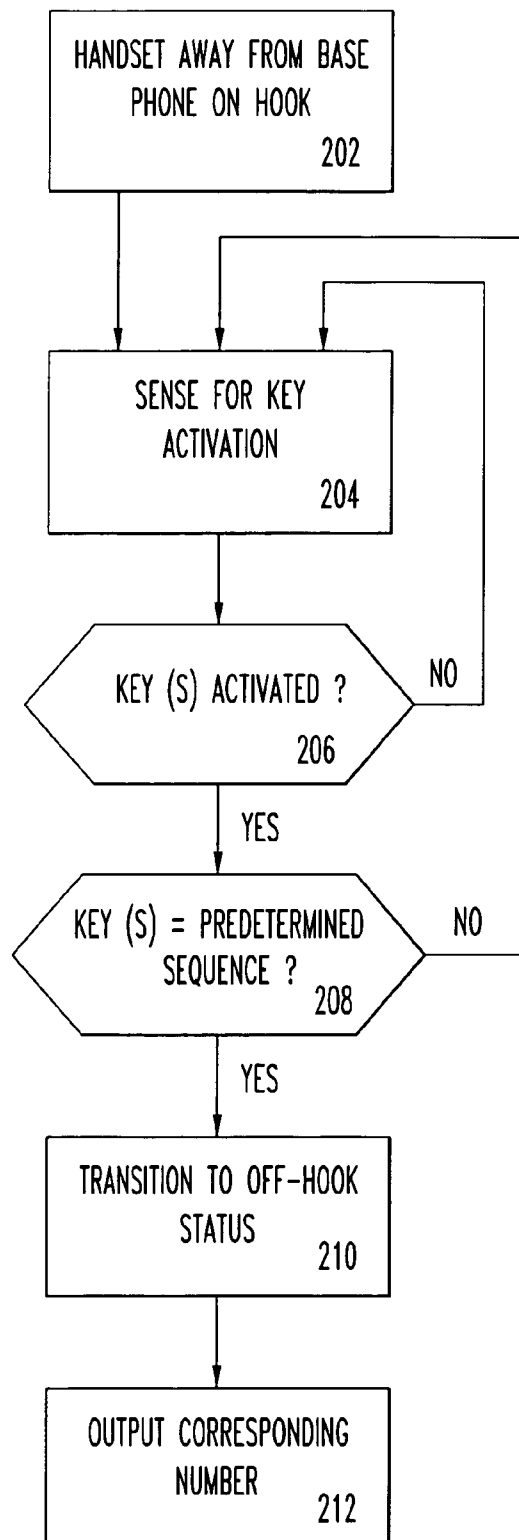 HANDSET AWAY FROM BASE
PHONE ON HOOK
202
SENSE FOR KEY
ACTIVATION
204
KEY (S) ACTIVATED ?
NO
206
YES
KEY (S) = PREDETERMINED
NO
SEQUENCE ?
208
YES
TRANSITION TO OFF-HOOK
STATUS
210
OUTPUT CORRESPONDING
NUMBER
212